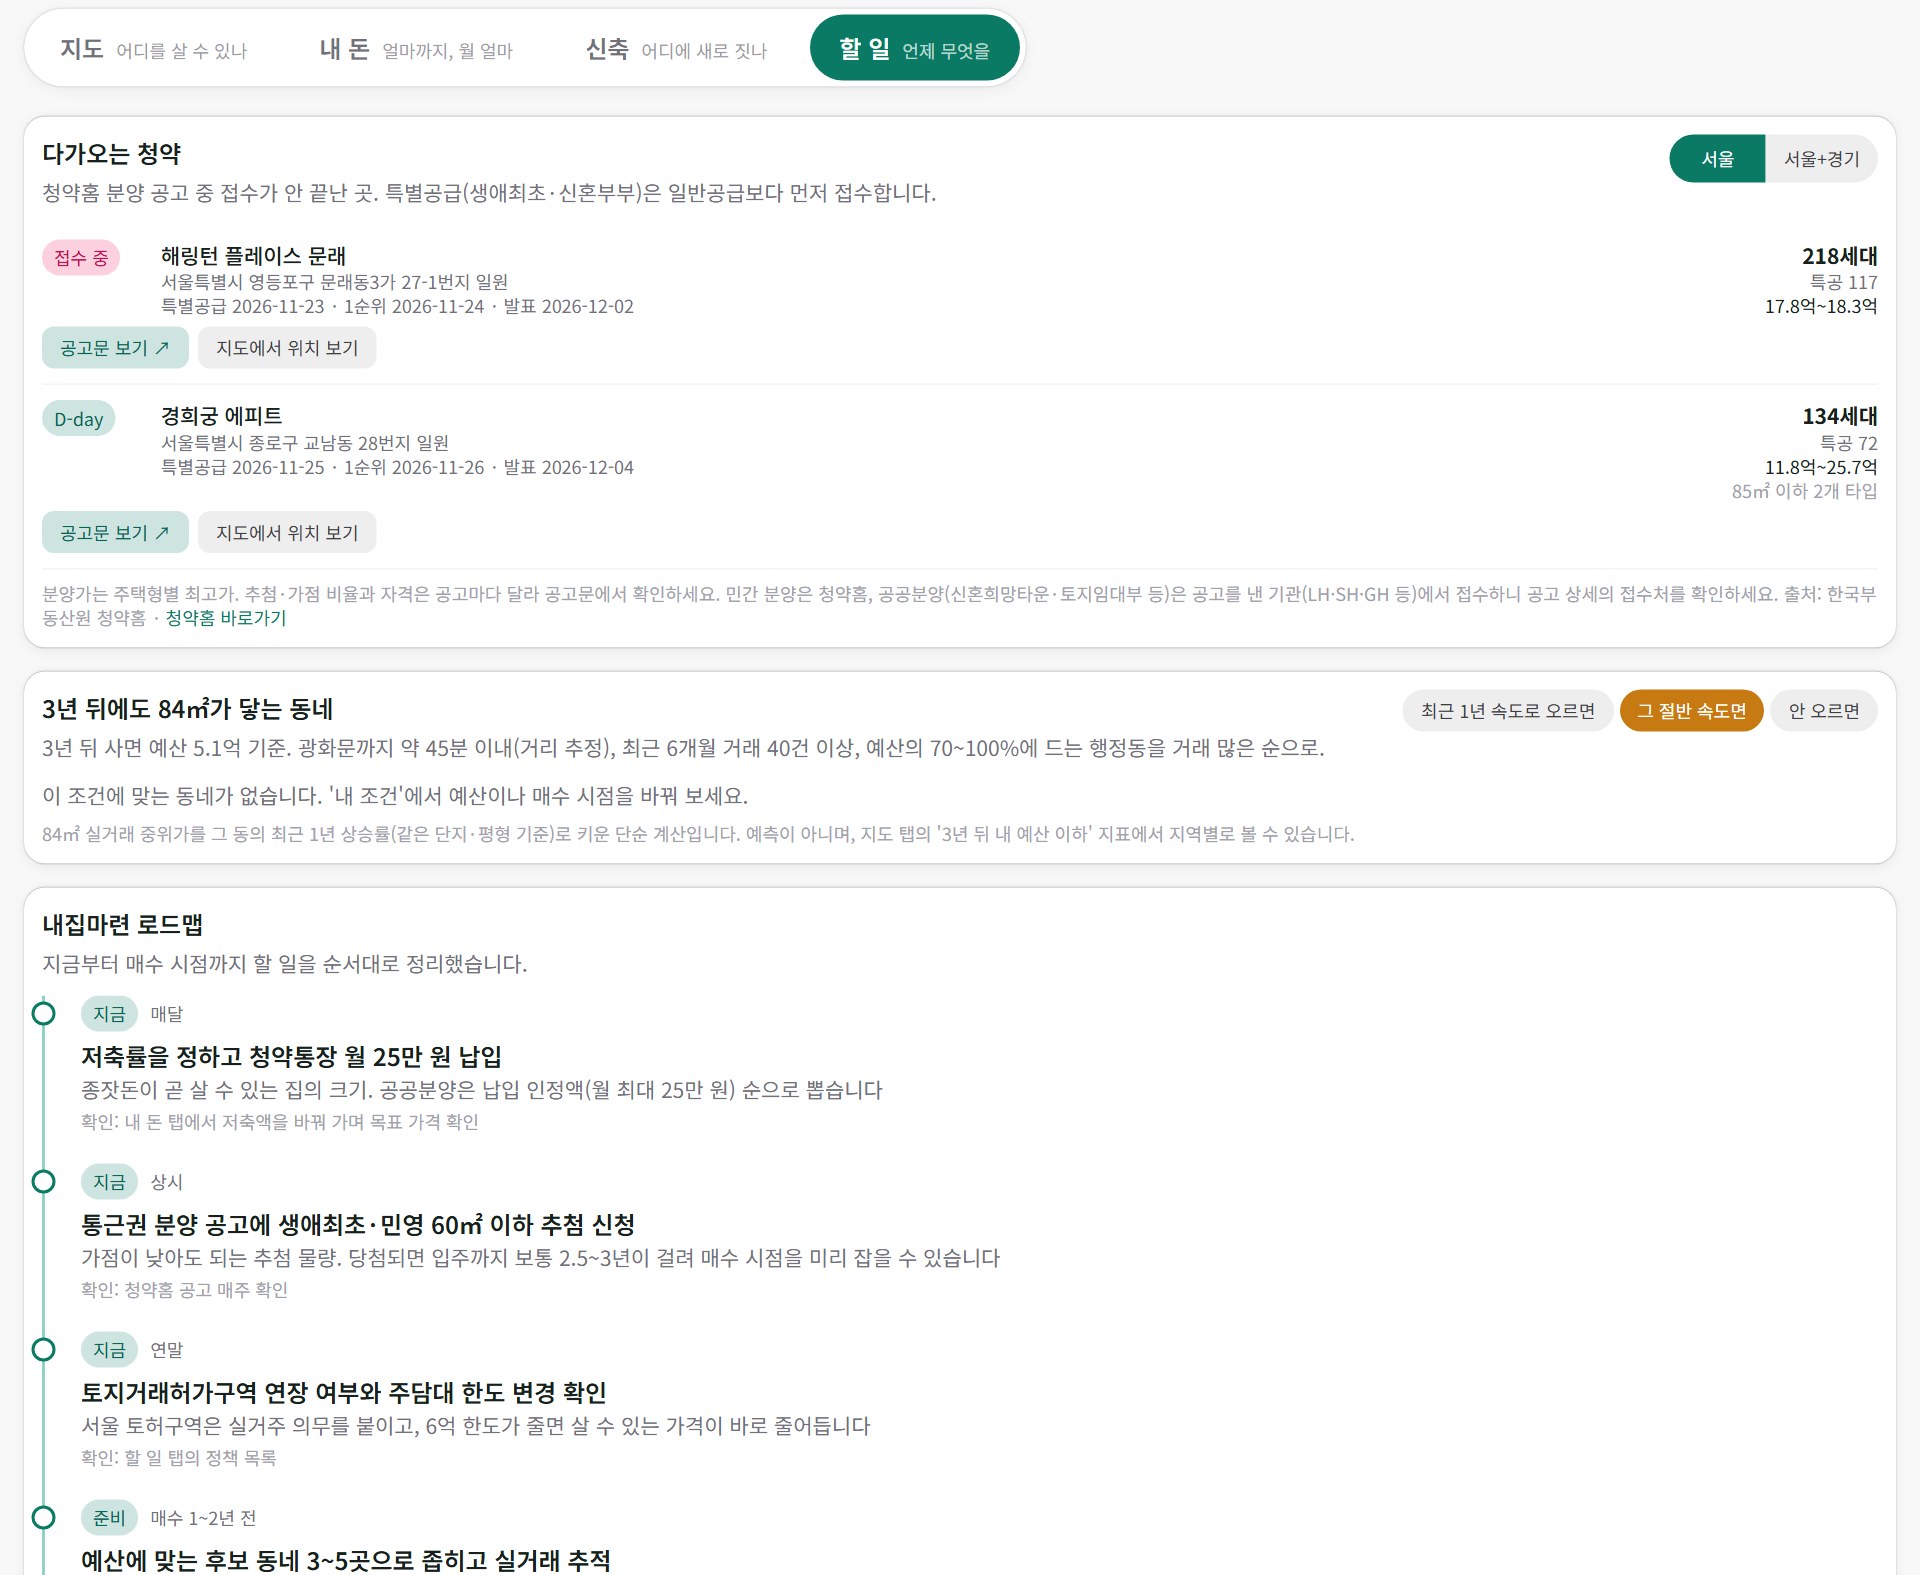 지도 어디를 살 수 있나 내 돈 얼마까지, 월 얼마 신축 어디에 새로 짓나 할 일 언제 무엇을
다가오는 청약
서울 서울+경기
청약홈 분양 공고 중 접수가 안 끝난 곳. 특별공급(생애최초·신혼부부)은 일반공급보다 먼저 접수합니다.
접수 중 해링턴 플레이스 문래 218세대
서울특별시 영등포구 문래동3가 27-1번지 일원 특공 117
특별공급 2026-11-23 · 1순위 2026-11-24 · 발표 2026-12-02 17.8억~18.3억
공고문 보기 ↗ 지도에서 위치 보기
D-day 경희궁 에피트 134세대
서울특별시 종로구 교남동 28번지 일원 특공 72
특별공급 2026-11-25 · 1순위 2026-11-26 · 발표 2026-12-04 11.8억~25.7억
85㎡ 이하 2개 타입
공고문 보기 ↗ 지도에서 위치 보기
분양가는 주택형별 최고가. 추첨·가점 비율과 자격은 공고마다 달라 공고문에서 확인하세요. 민간 분양은 청약홈, 공공분양(신혼희망타운·토지임대부 등)은 공고를 낸 기관(LH·SH·GH 등)에서 접수하니 공고 상세의 접수처를 확인하세요. 출처: 한국부
동산원 청약홈 · 청약홈 바로가기
3년 뒤에도 84㎡가 닿는 동네
최근 1년 속도로 오르면 그 절반 속도면 안 오르면
3년 뒤 사면 예산 5.1억 기준. 광화문까지 약 45분 이내(거리 추정), 최근 6개월 거래 40건 이상, 예산의 70~100%에 드는 행정동을 거래 많은 순으로.
이 조건에 맞는 동네가 없습니다. '내 조건'에서 예산이나 매수 시점을 바꿔 보세요.
84㎡ 실거래 중위가를 그 동의 최근 1년 상승률(같은 단지·평형 기준)로 키운 단순 계산입니다. 예측이 아니며, 지도 탭의 '3년 뒤 내 예산 이하' 지표에서 지역별로 볼 수 있습니다.
내집마련 로드맵
지금부터 매수 시점까지 할 일을 순서대로 정리했습니다.
지금 매달
저축률을 정하고 청약통장 월 25만 원 납입
종잣돈이 곧 살 수 있는 집의 크기. 공공분양은 납입 인정액(월 최대 25만 원) 순으로 뽑습니다
확인: 내 돈 탭에서 저축액을 바꿔 가며 목표 가격 확인
지금 상시
통근권 분양 공고에 생애최초·민영 60㎡ 이하 추첨 신청
가점이 낮아도 되는 추첨 물량. 당첨되면 입주까지 보통 2.5~3년이 걸려 매수 시점을 미리 잡을 수 있습니다
확인: 청약홈 공고 매주 확인
지금 연말
토지거래허가구역 연장 여부와 주담대 한도 변경 확인
서울 토허구역은 실거주 의무를 붙이고, 6억 한도가 줄면 살 수 있는 가격이 바로 줄어듭니다
확인: 할 일 탭의 정책 목록
준비 매수 1~2년 전
예산에 맞는 후보 동네 3~5곳으로 좁히고 실거래 추적